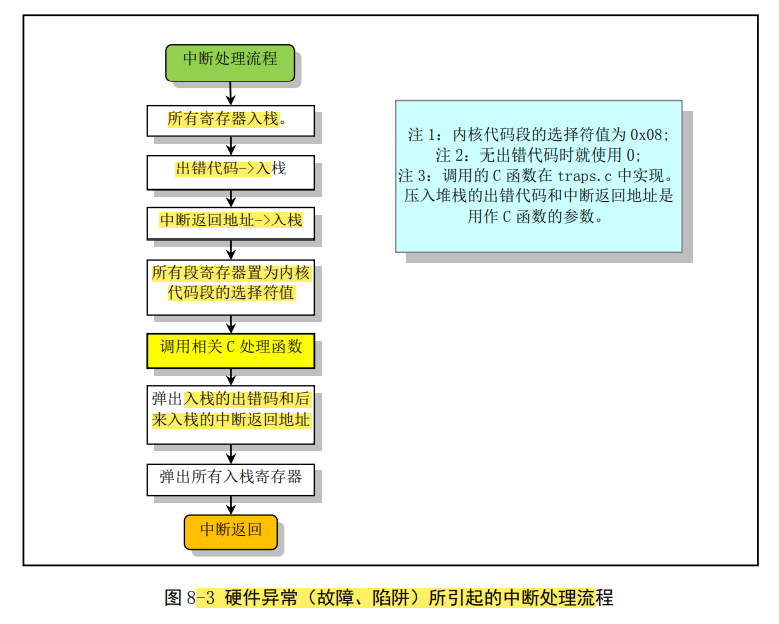 中断处理流程
所有寄存器入栈。
出错代码->入栈
中断返回地址->入栈
所有段寄存器置为内核
代码段的选择符值
调用相关 C 处理函数
弹出入栈的出错码和后
来入栈的中断返回地址
弹出所有入栈寄存器
中断返回
注 1：内核代码段的选择符值为 0x08;
注 2：无出错代码时就使用 0;
注 3：调用的 C 函数在 traps.c 中实现。
压入堆栈的出错代码和中断返回地址是
用作 C 函数的参数。
图 8-3 硬件异常（故障、陷阱）所引起的中断处理流程